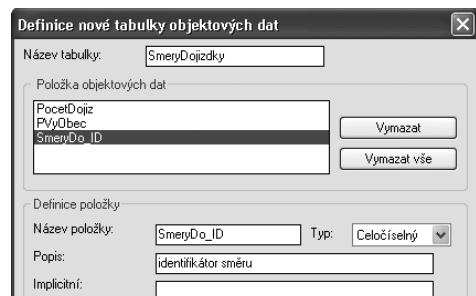 Definice nové tabulky objektových dat
Název tabulky: SmeryDojizdky
Položka objektových dat
PocetDojiz
PVyObec
SmeryDo_ID
Vymazat
Vymazat vše
Definice položky
Název položky: SmeryDo_ID Typ: Celočíselný
Popis: identifikátor směru
Implicitní: